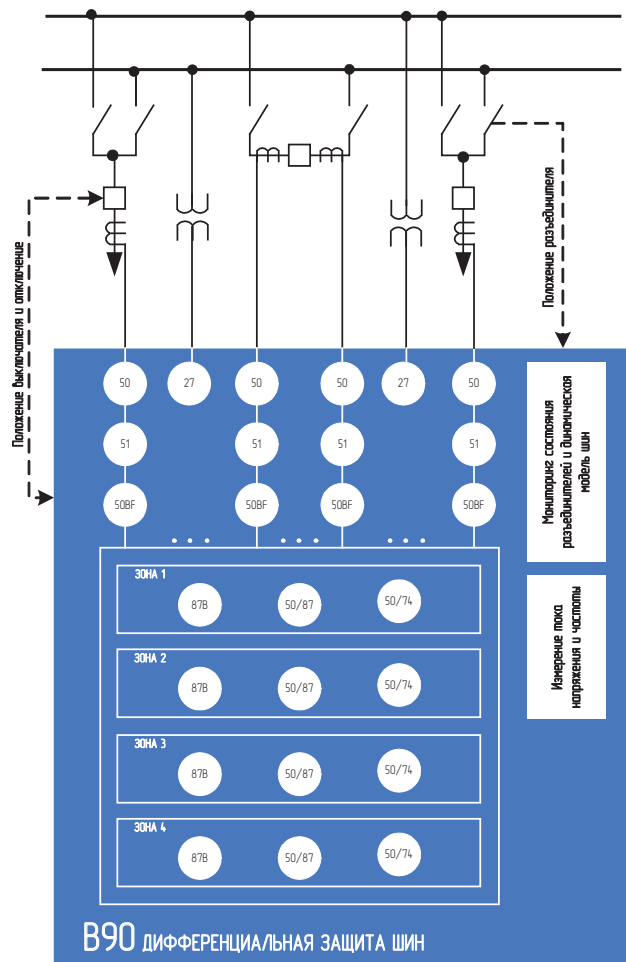 Положение выключателя и отключение
Положение разъединителя
50
27
50
50
27
50
51
51
51
51
50BF
50BF
50BF
50BF
Мониторинг состояния
разъединителей и динамическая
модель шин
Измерение тока
напряжения и частоты
ЗОНА 1
87B
50/87
50/74
ЗОНА 2
87B
50/87
50/74
ЗОНА 3
87B
50/87
50/74
ЗОНА 4
87B
50/87
50/74
B90 ДИФФЕРЕНЦИАЛЬНАЯ ЗАЩИТА ШИН